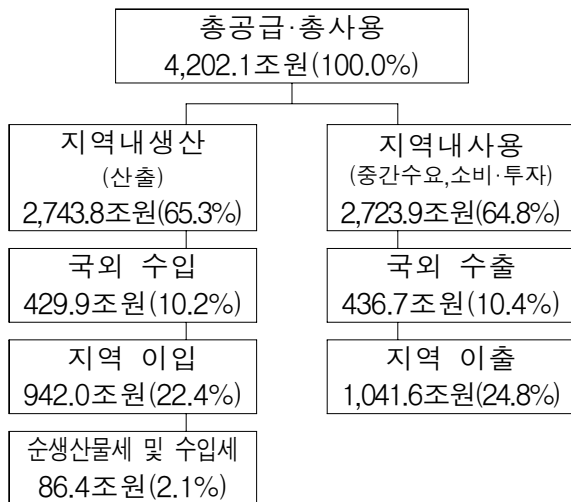 총공급·총사용
4,202.1조원(100.0%)
지역내생산
(산출)
2,743.8조원(65.3%)
지역내사용
(중간수요,소비·투자)
2,723.9조원(64.8%)
국외 수입
429.9조원(10.2%)
국외 수출
436.7조원(10.4%)
지역 이입
942.0조원(22.4%)
지역 이출
1,041.6조원(24.8%)
순생산물세 및 수입세
86.4조원(2.1%)